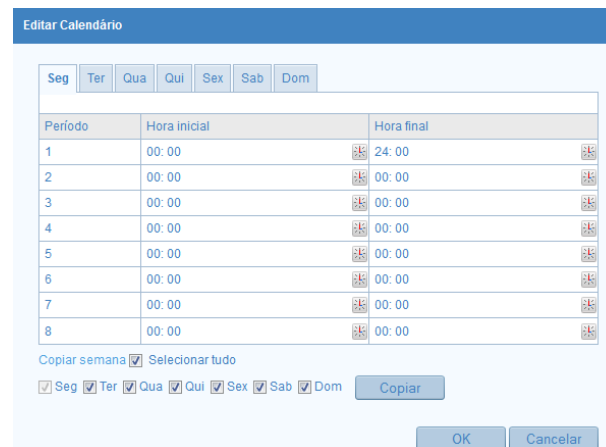 Editar Calendário
Seg Ter Qua Qui Sex Sab Dom
Período Hora inicial Hora final
1 00: 00 24: 00
2 00: 00 00: 00
3 00: 00 00: 00
4 00: 00 00: 00
5 00: 00 00: 00
6 00: 00 00: 00
7 00: 00 00: 00
8 00: 00 00: 00
Copiar semana Selecionar tudo
Seg Ter Qua Qui Sex Sab Dom Copiar
OK Cancelar